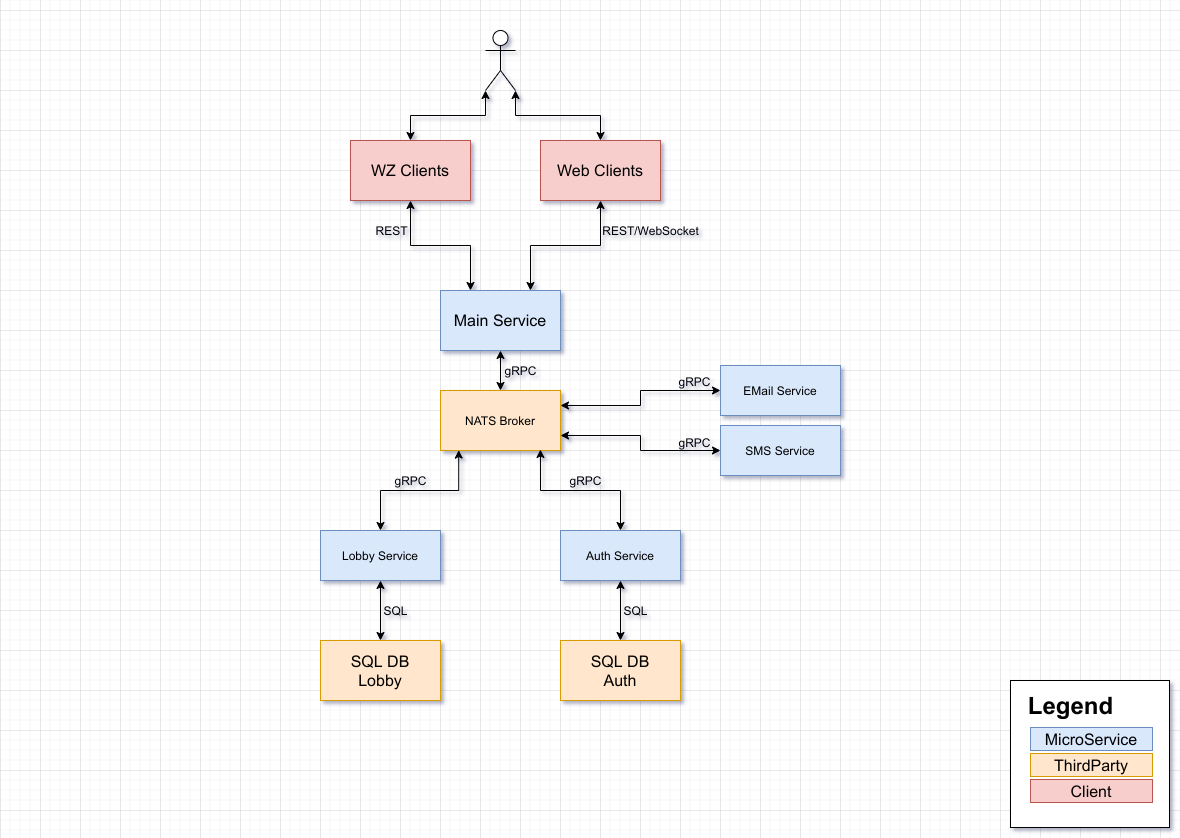 WZ Clients
Web Clients
REST
REST/WebSocket
Main Service
gRPC
NATS Broker
gRPC
EMail Service
gRPC
SMS Service
gRPC
gRPC
Lobby Service
Auth Service
SQL
SQL
SQL DB
Lobby
SQL DB
Auth
Legend
MicroService
ThirdParty
Client